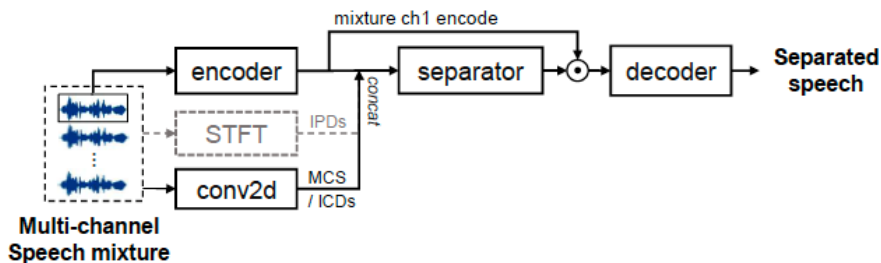 mixture ch1 encode
encoder
separator
decoder
Separated
speech
concat
STFT
IPDs
conv2d
MCS
/ ICDs
Multi-channel
Speech mixture